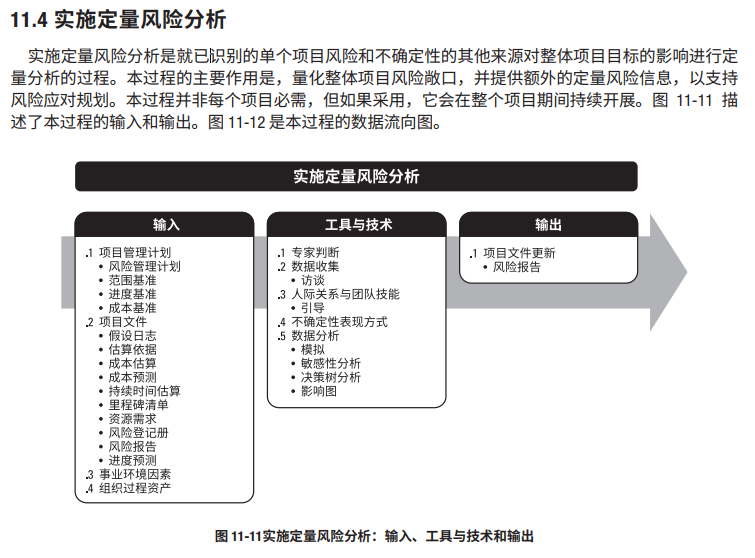 11.4 实施定量风险分析
实施定量风险分析是就已识别的单个项目风险和不确定性的其他来源对整体项目目标的影响进行定
量分析的过程。本过程的主要作用是，量化整体项目风险敞口，并提供额外的定量风险信息，以支持
风险应对规划。本过程并非每个项目必需，但如果采用，它会在整个项目期间持续开展。图 11-11 描
述了本过程的输入和输出。图 11-12 是本过程的数据流向图。
实施定量风险分析
输入
.1 项目管理计划
• 风险管理计划
• 范围基准
• 进度基准
• 成本基准
.2 项目文件
• 假设日志
• 估算依据
• 成本估算
• 成本预测
• 持续时间估算
• 里程碑清单
• 资源需求
• 风险登记册
• 风险报告
• 进度预测
.3 事业环境因素
.4 组织过程资产
工具与技术
.1 专家判断
.2 数据收集
• 访谈
.3 人际关系与团队技能
• 引导
.4 不确定性表现方式
.5 数据分析
• 模拟
• 敏感性分析
• 决策树分析
• 影响图
输出
.1 项目文件更新
• 风险报告
图 11-11实施定量风险分析：输入、工具与技术和输出